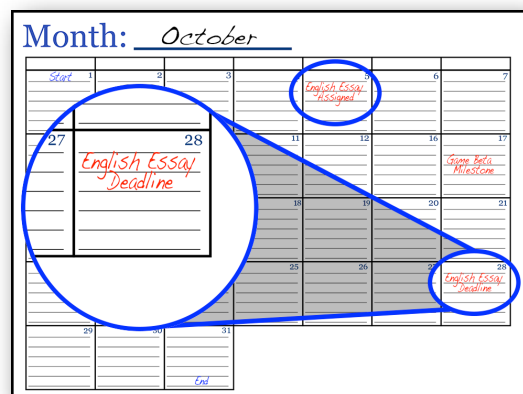 Month: October
Start 1 2 3 5 6 7
English Essay
Assigned
27 28
English Essay
Deadline
11 12 16 17
Game Beta
Milestone
18 19 20 21
25 26 27 28
English Essay
Deadline
29 30 31
End